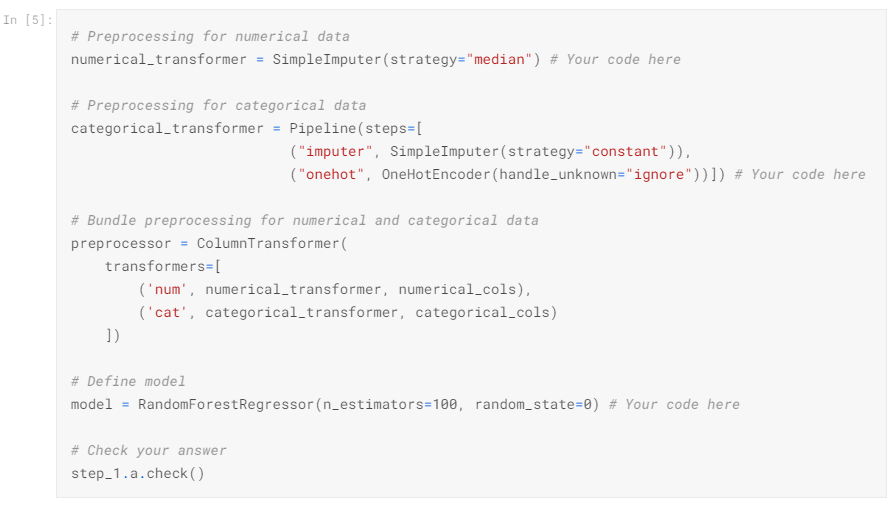 In [5]:
# Preprocessing for numerical data
numerical_transformer = SimpleImputer(strategy="median") # Your code here
# Preprocessing for categorical data
categorical_transformer = Pipeline(steps=[
("imputer", SimpleImputer(strategy="constant")),
("onehot", OneHotEncoder(handle_unknown="ignore"))]) # Your code here
# Bundle preprocessing for numerical and categorical data
preprocessor = ColumnTransformer(
transformers=[
('num', numerical_transformer, numerical_cols),
('cat', categorical_transformer, categorical_cols)
])
# Define model
model = RandomForestRegressor(n_estimators=100, random_state=0) # Your code here
# Check your answer
step_1.a.check()